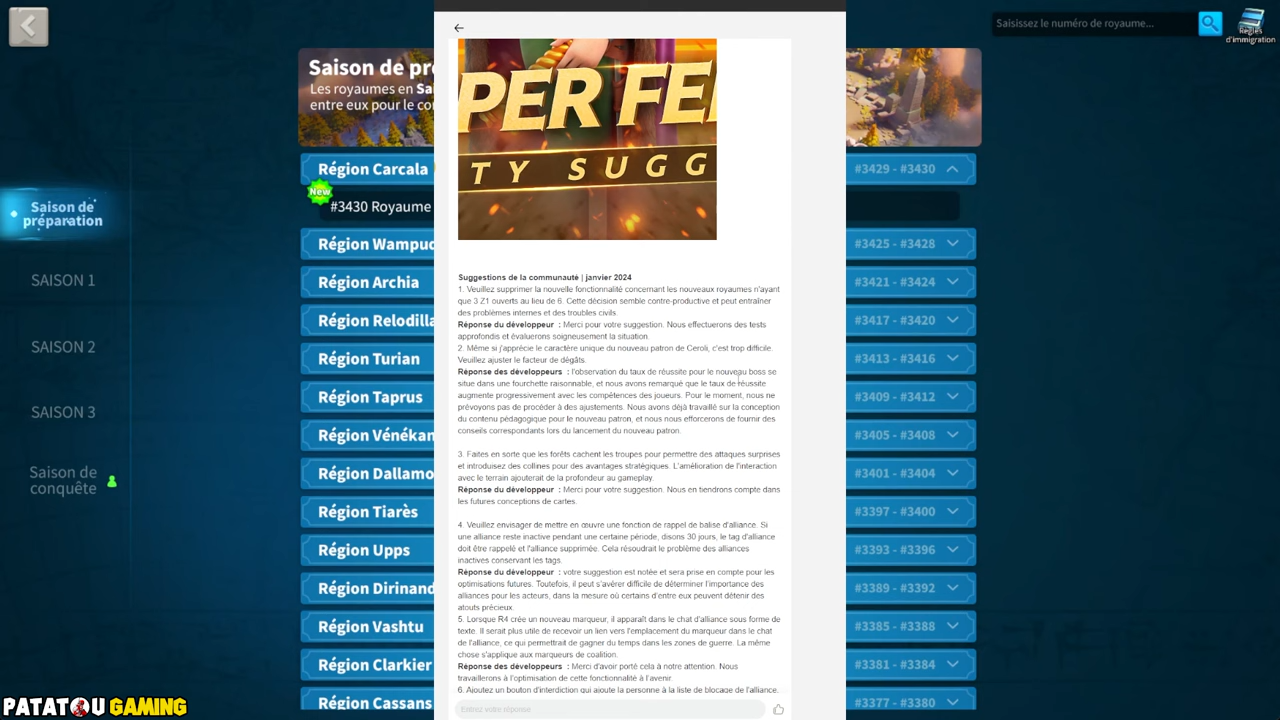 Saisissez le numéro de royaume...
Règles
d'immigration
Saison de pr
Les royaumes en Sa
entre eux pour le co
PER FE
TY SUGG
Région Carcala
#3429 - #3430
New
#3430 Royaume
Saison de
préparation
SAISON 1
SAISON 2
SAISON 3
Saison de
conquête
Région Wampuc
#3425 - #3428
Région Archia
#3421 - #3424
Région Relodilla
#3417 - #3420
Région Turian
#3413 - #3416
Région Taprus
#3409 - #3412
Région Vénékan
#3405 - #3408
Région Dallamo
#3401 - #3404
Région Tiarès
#3397 - #3400
Région Upps
#3393 - #3396
Région Dirinand
#3389 - #3392
Région Vashtu
#3385 - #3388
Région Clarkier
#3381 - #3384
Région Cassano
#3377 - #3380
Suggestions de la communauté | janvier 2024
1. Veuillez supprimer la nouvelle fonctionnalité concernant les nouveaux royaumes n'ayant
que 3 Z1 ouverts au lieu de 6. Cette décision semble contre-productive et peut entraîner
des problèmes internes et des troubles civils.
Réponse du développeur : Merci pour votre suggestion. Nous effectuerons des tests
approfondis et évaluerons soigneusement la situation.
2. Même si j'apprécie le caractère unique du nouveau patron de Ceroli, c'est trop difficile.
Veuillez ajuster le facteur de dégâts.
Réponse des développeurs : l'observation du taux de réussite pour le nouveau boss se
situe dans une fourchette raisonnable, et nous avons remarqué que le taux de réussite
augmente progressivement avec les compétences des joueurs. Pour le moment, nous ne
prévoyons pas de procéder à des ajustements. Nous avons déjà travaillé sur la conception
du contenu pédagogique pour le nouveau patron, et nous nous efforcerons de fournir des
conseils correspondants lors du lancement du nouveau patron.
3. Faites en sorte que les forêts cachent les troupes pour permettre des attaques surprises
et introduisez des collines pour des avantages stratégiques. L'amélioration de l'interaction
avec le terrain ajouterait de la profondeur au gameplay.
Réponse du développeur : Merci pour votre suggestion. Nous en tiendrons compte dans
les futures conceptions de cartes.
4. Veuillez envisager de mettre en œuvre une fonction de rappel de balise d'alliance. Si
une alliance reste inactive pendant une certaine période, disons 30 jours, le tag d'alliance
doit être rappelé et l'alliance supprimée. Cela résoudrait le problème des alliances
inactives conservant les tags.
Réponse du développeur : votre suggestion est notée et sera prise en compte pour les
optimisations futures. Toutefois, il peut s'avérer difficile de déterminer l'importance des
alliances pour les acteurs, dans la mesure où certains d'entre eux peuvent détenir des
atouts précieux.
5. Lorsque R4 crée un nouveau marqueur, il apparaît dans le chat d'alliance sous forme de
texte. Il serait plus utile de recevoir un lien vers l'emplacement du marqueur dans le chat
de l'alliance, ce qui permettrait de gagner du temps dans les zones de guerre. La même
chose s'applique aux marqueurs de coalition.
Réponse des développeurs : Merci d'avoir porté cela à notre attention. Nous
travaillerons à l'optimisation de cette fonctionnalité à l'avenir.
6. Ajoutez un bouton d'interdiction qui ajoute la personne à la liste de blocage de l'alliance.
Entrez votre réponse
PATATOU GAMING